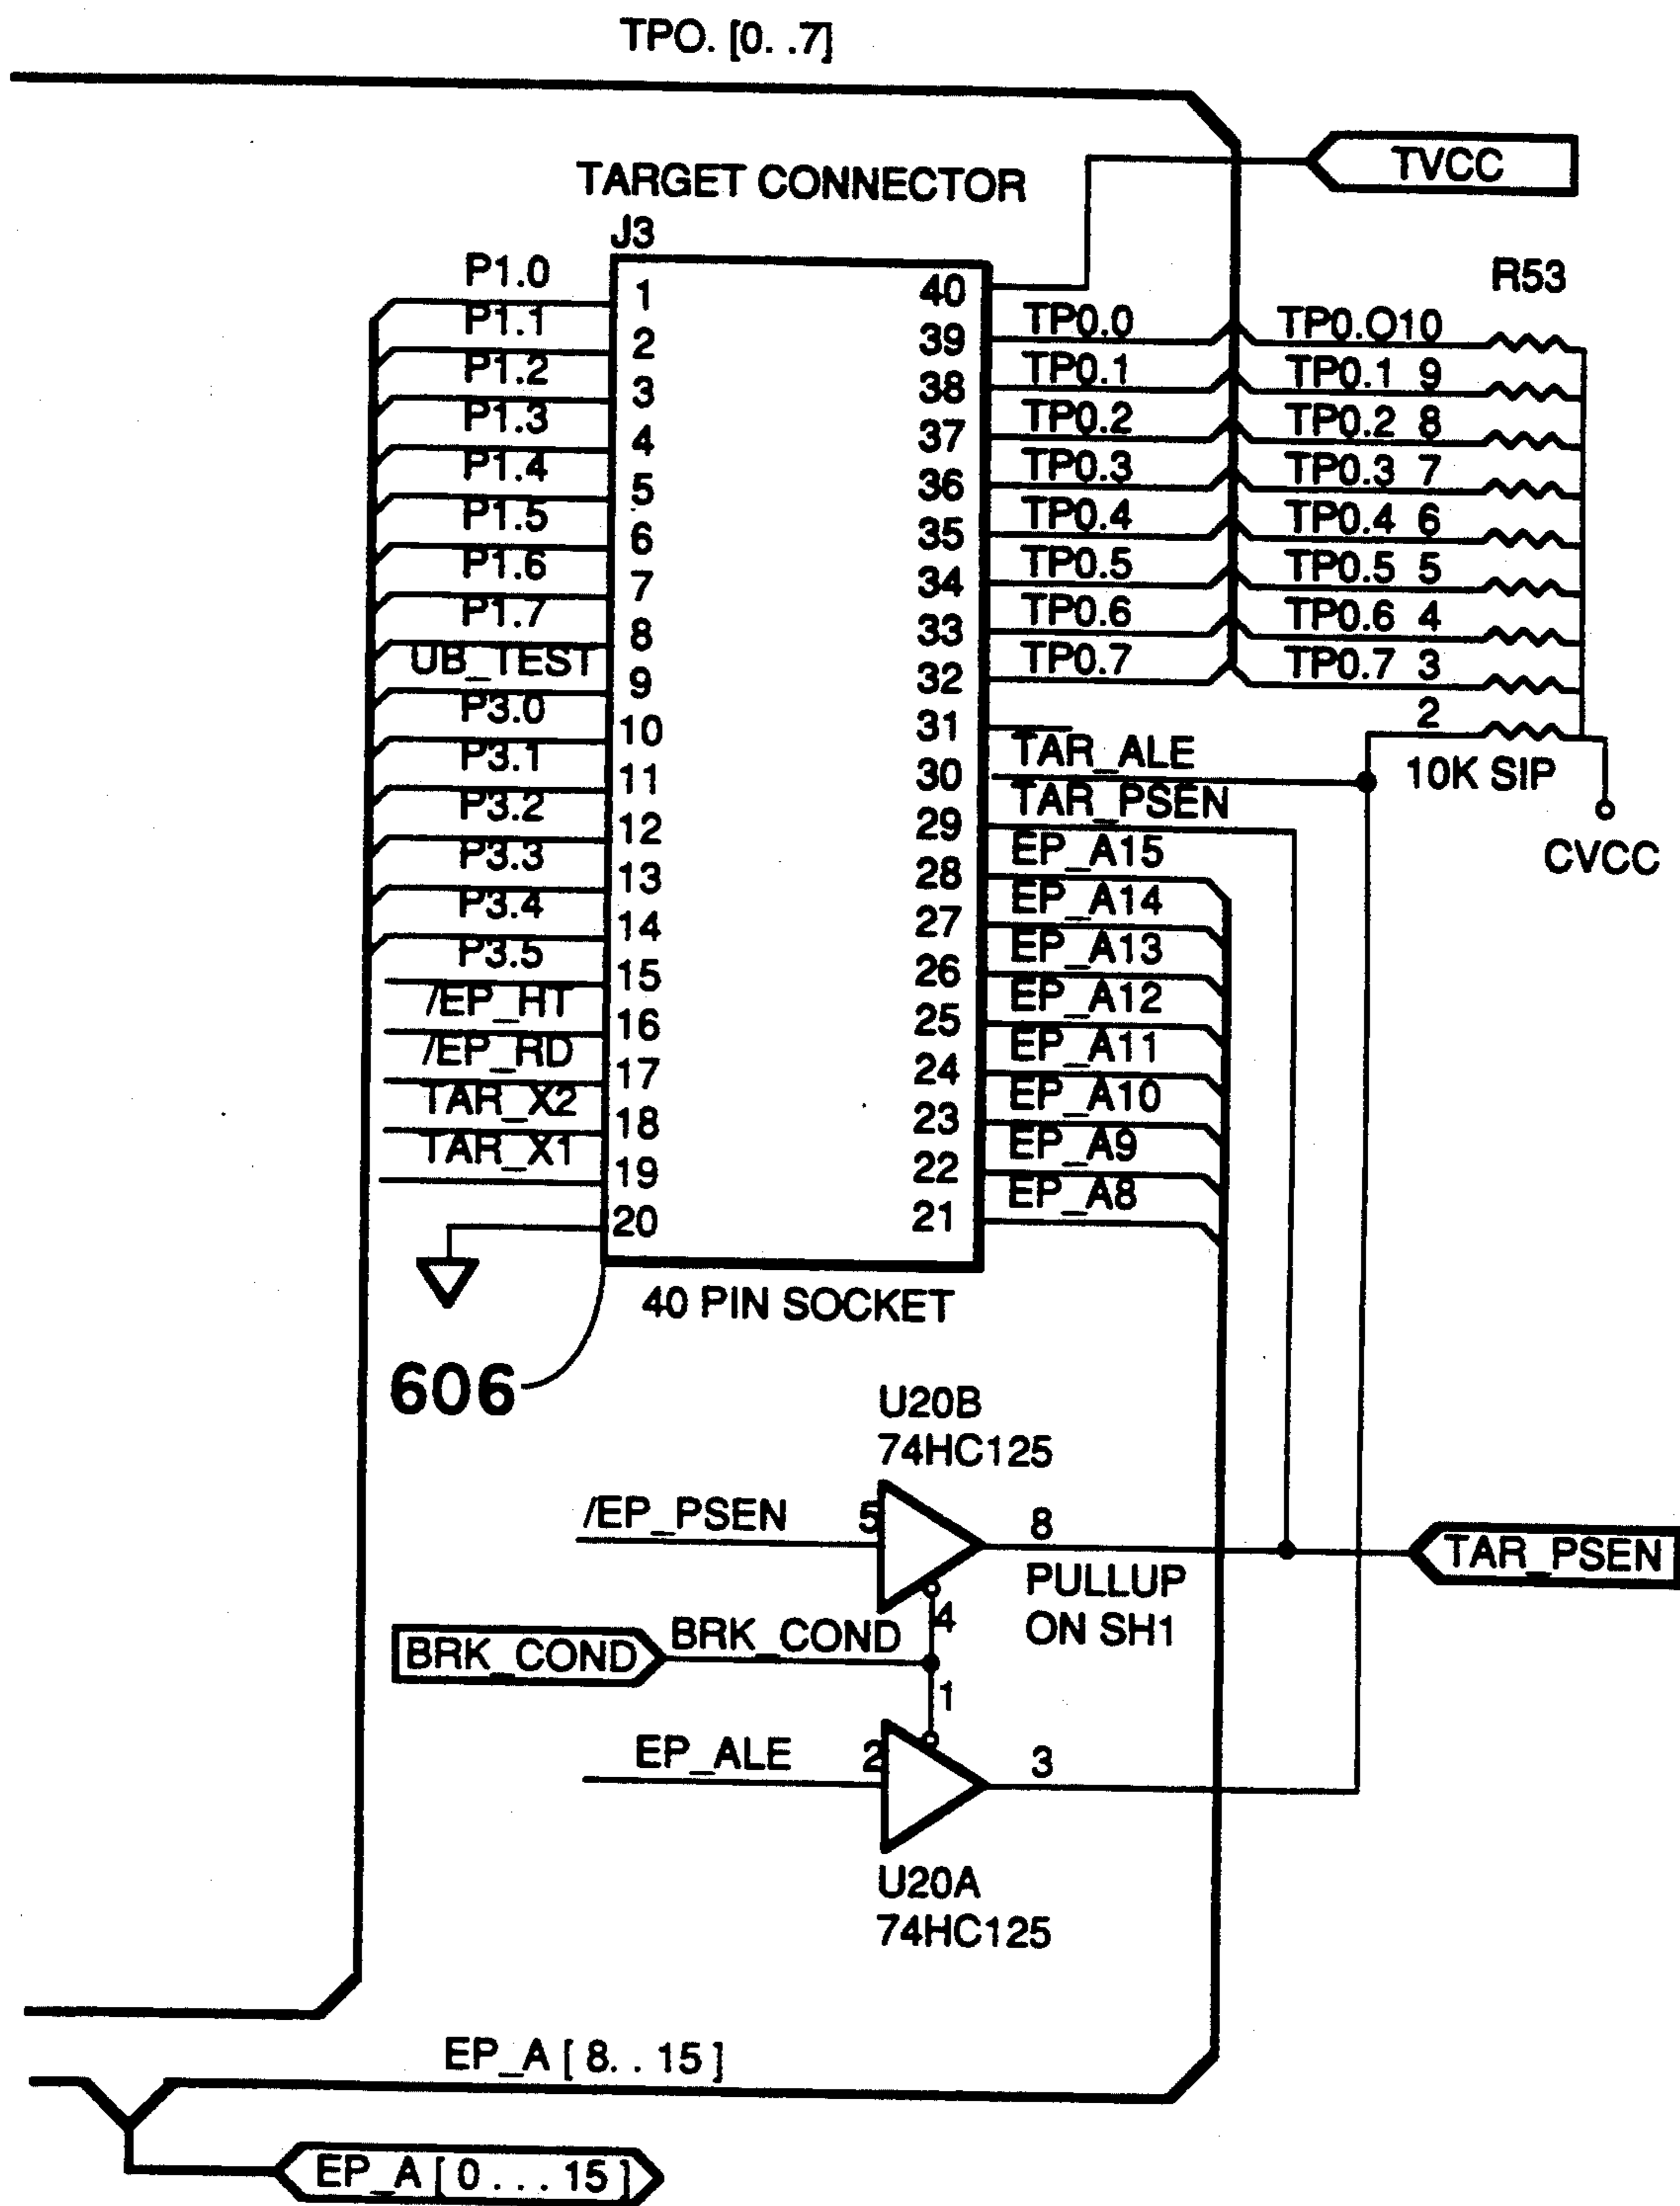 TPO. [0. .7]
TVCC
TARGET CONNECTOR
J3
R53
P1.0 1
P1.1 2
P1.2 3
P1.3 4
P1.4 5
P1.5 6
P1.6 7
P1.7 8
UB_TEST 9
P3.0 10
P3.1 11
P3.2 12
P3.3 13
P3.4 14
P3.5 15
/EP_HT 16
/EP_RD 17
TAR_X2 18
TAR_X1 19
20
40
39 TP0.0 TP0.O10
38 TP0.1 TP0.1 9
37 TP0.2 TP0.2 8
36 TP0.3 TP0.3 7
35 TP0.4 TP0.4 6
34 TP0.5 TP0.5 5
33 TP0.6 TP0.6 4
32 TP0.7 TP0.7 3
31 2
30 TAR_ALE 10K SIP
29 TAR_PSEN
CVCC
28 EP_A15
27 EP_A14
26 EP_A13
25 EP_A12
24 EP_A11
23 EP_A10
22 EP_A9
21 EP_A8
40 PIN SOCKET
606
U20B
74HC125
/EP_PSEN 5 8 TAR_PSEN
PULLUP
ON SH1
4
BRK_COND BRK_COND
1
EP_ALE 2 3
U20A
74HC125
EP_A [ 8. . 15 ]
EP_A [ 0 . . . 15 ]